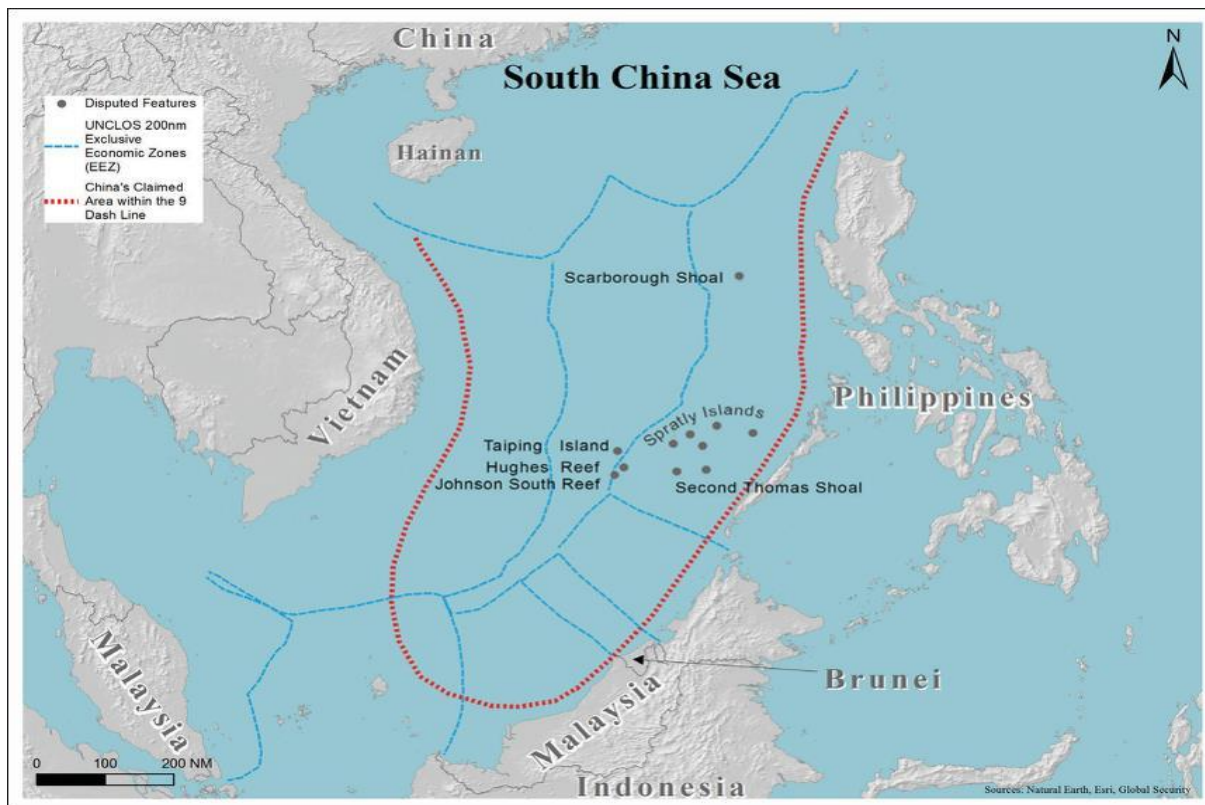 China
South China Sea
N
Disputed Features
UNCLOS 200nm
Exclusive
Economic Zones
(EEZ)
China's Claimed
Area within the 9
Dash Line
Hainan
Scarborough Shoal
Vietnam
Philippines
Spratly Islands
Taiping Island
Hughes Reef
Johnson South Reef
Second Thomas Shoal
Malaysia
Brunei
Malaysia
Indonesia
0 100 200 NM
Sources: Natural Earth, Esri, Global Security